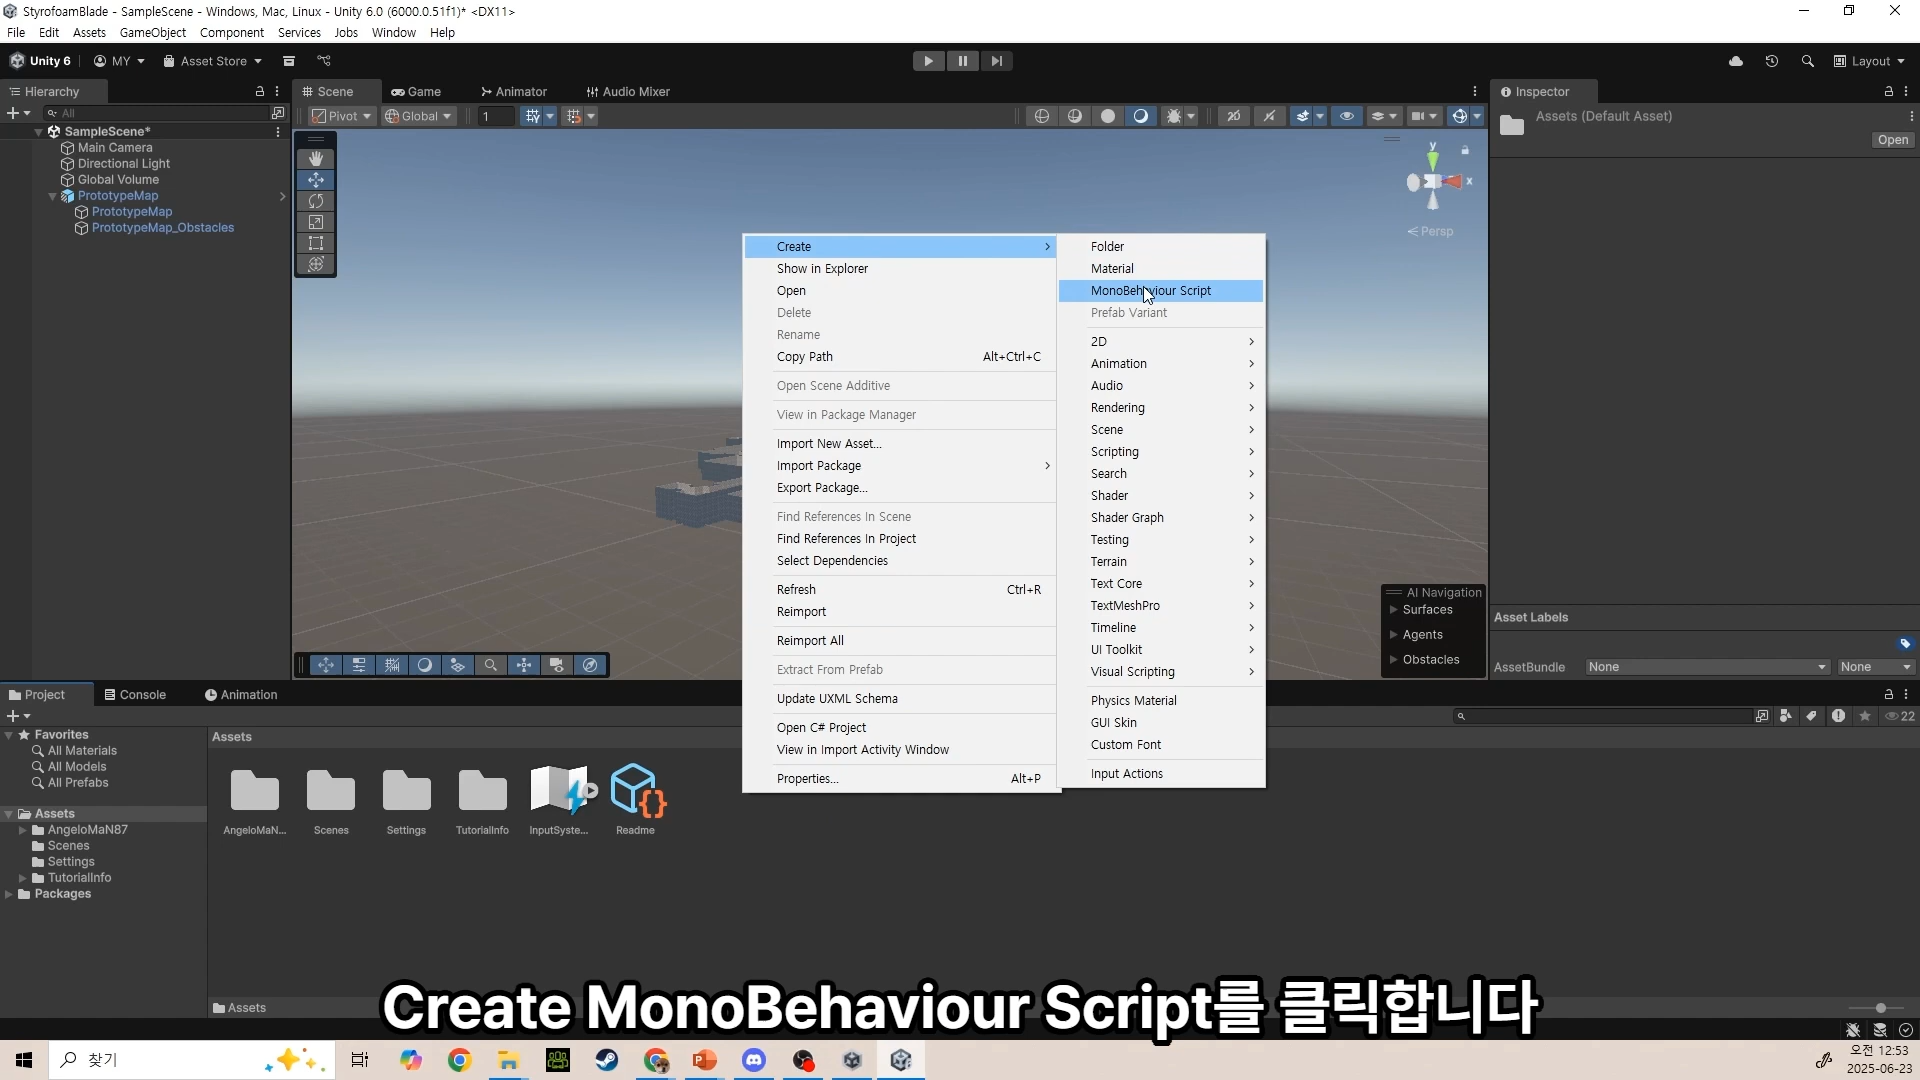 StyrofoamBlade - SampleScene - Windows, Mac, Linux - Unity 6.0 (6000.0.51f1)* <DX11>
File Edit Assets GameObject Component Services Jobs Window Help
Unity 6 MY Asset Store Layout
Hierarchy
All
SampleScene*
Main Camera
Directional Light
Global Volume
PrototypeMap
PrototypeMap
PrototypeMap_Obstacles
Scene Game Animator Audio Mixer
Pivot Global 1 2D
y
x
Persp
Create
Show in Explorer
Open
Delete
Rename
Copy Path Alt+Ctrl+C
Open Scene Additive
View in Package Manager
Import New Asset...
Import Package
Export Package...
Find References In Scene
Find References In Project
Select Dependencies
Refresh Ctrl+R
Reimport
Reimport All
Extract From Prefab
Update UXML Schema
Open C# Project
View in Import Activity Window
Properties... Alt+P
Folder
Material
MonoBehaviour Script
Prefab Variant
2D
Animation
Audio
Rendering
Scene
Scripting
Search
Shader
Shader Graph
Testing
Terrain
Text Core
TextMeshPro
Timeline
UI Toolkit
Visual Scripting
Physics Material
GUI Skin
Custom Font
Input Actions
AI Navigation
Surfaces
Agents
Obstacles
Inspector
Assets (Default Asset)
Open
Asset Labels
AssetBundle None None
Project Console Animation
22
Favorites
All Materials
All Models
All Prefabs
Assets
AngeloMaN87
Scenes
Settings
TutorialInfo
Packages
Assets
AngeloMaN... Scenes Settings TutorialInfo InputSyste... Readme
Assets
Create MonoBehaviour Script를 클릭합니다
찾기
오전 12:53
2025-06-23